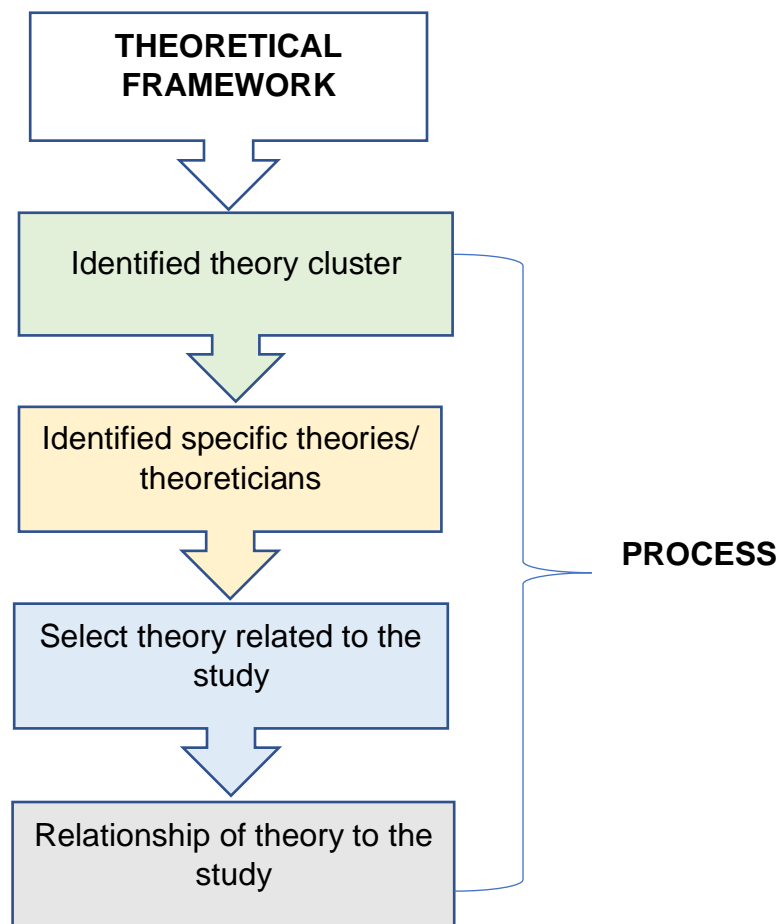 THEORETICAL
FRAMEWORK
Identified theory cluster
Identified specific theories/
theoreticians
PROCESS
Select theory related to the
study
Relationship of theory to the
study